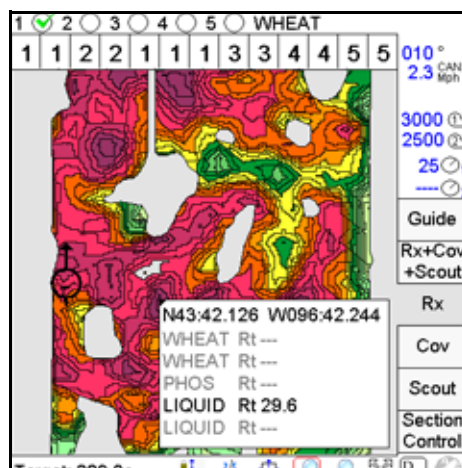 1 2 3 4 5 WHEAT
1 1 2 2 1 1 1 3 3 4 4 5 5
010 °
2.3 CAN Mph
3000 1
2500 2
25
----
Guide
Rx+Cov
+Scout
Rx
Cov
Scout
Section
Control
N43:42.126 W096:42.244
WHEAT Rt ---
WHEAT Rt ---
PHOS Rt ---
LIQUID Rt 29.6
LIQUID Rt ---